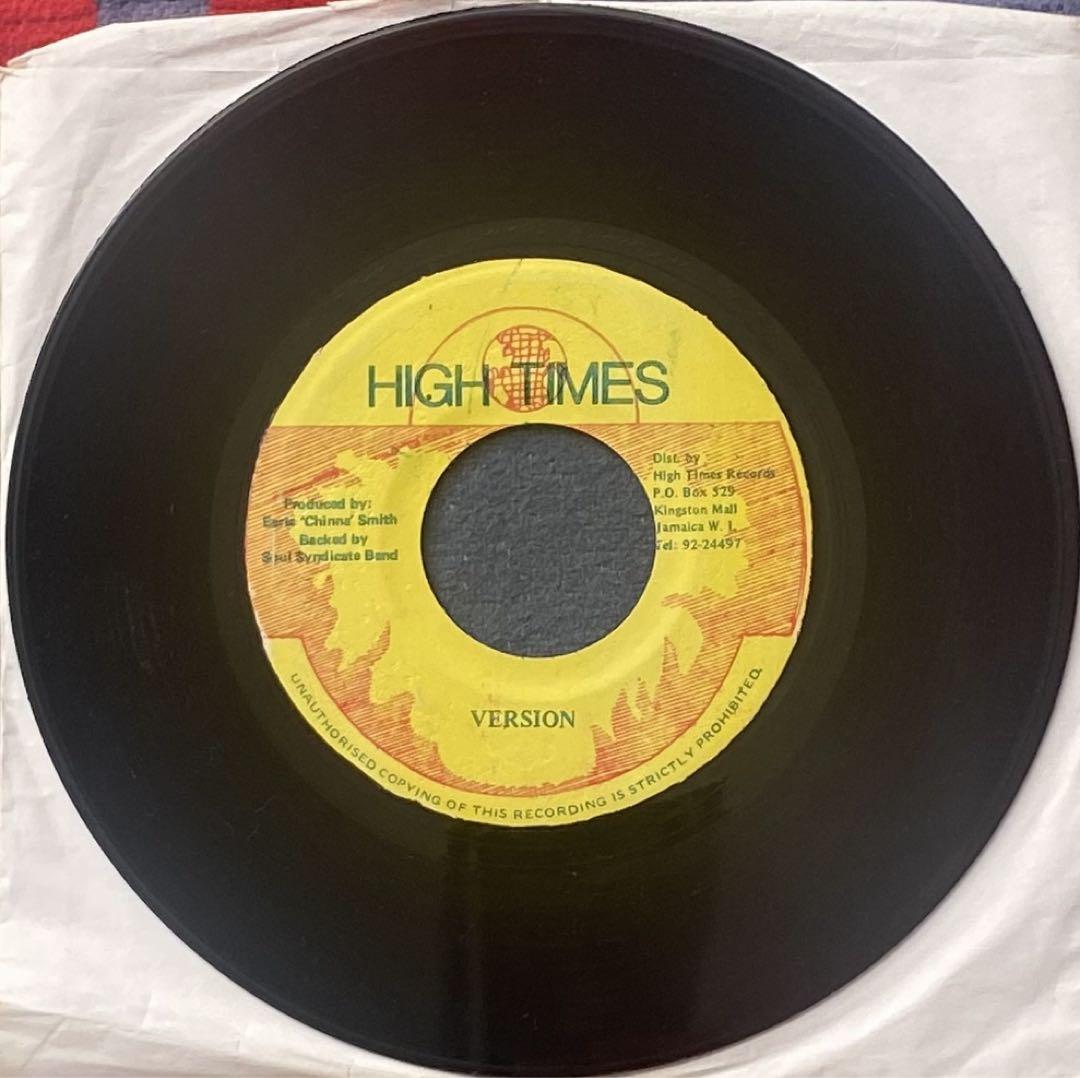 HIGH TIMES
Produced by:
Earle 'Chinna' Smith
Backed by
Soul Syndicate Band
Dist. by
High Times Records
P.O. Box 529
Kingston Mall
Jamaica W. I.
Tel: 92-24497
VERSION
UNAUTHORISED COPYING OF THIS RECORDING IS STRICTLY PROHIBITED.